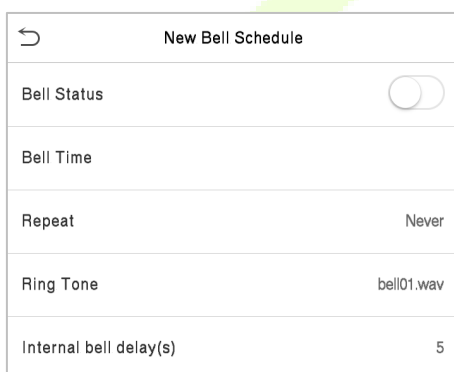 New Bell Schedule
Bell Status
Bell Time
Repeat Never
Ring Tone bell01.wav
Internal bell delay(s) 5